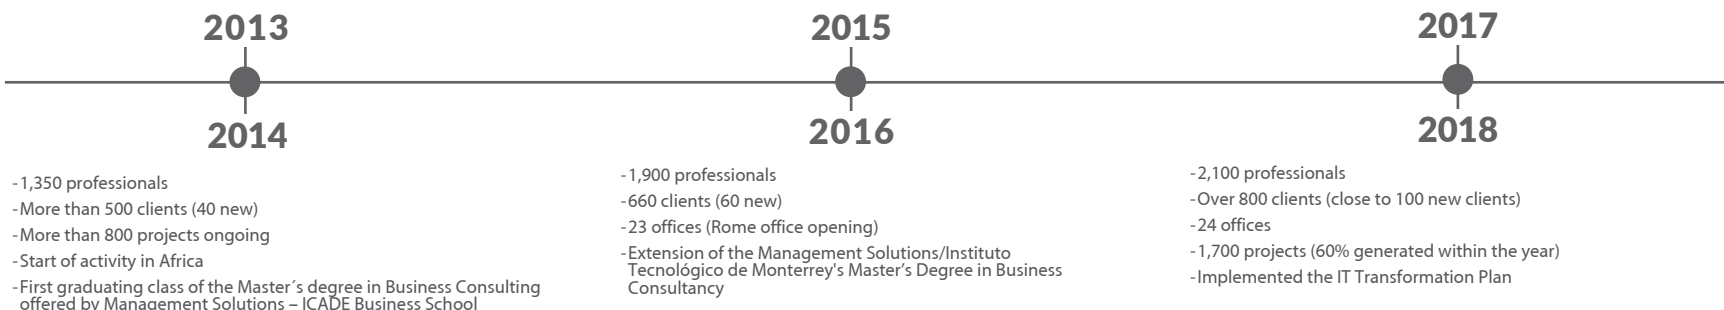 2013
2014
-1,350 professionals
-More than 500 clients (40 new)
-More than 800 projects ongoing
-Start of activity in Africa
-First graduating class of the Master´s degree in Business Consulting
offered by Management Solutions – ICADE Business School
2015
2016
-1,900 professionals
-660 clients (60 new)
-23 offices (Rome office opening)
-Extension of the Management Solutions/Instituto
Tecnológico de Monterrey's Master’s Degree in Business
Consultancy
2017
2018
-2,100 professionals
-Over 800 clients (close to 100 new clients)
-24 offices
-1,700 projects (60% generated within the year)
-Implemented the IT Transformation Plan